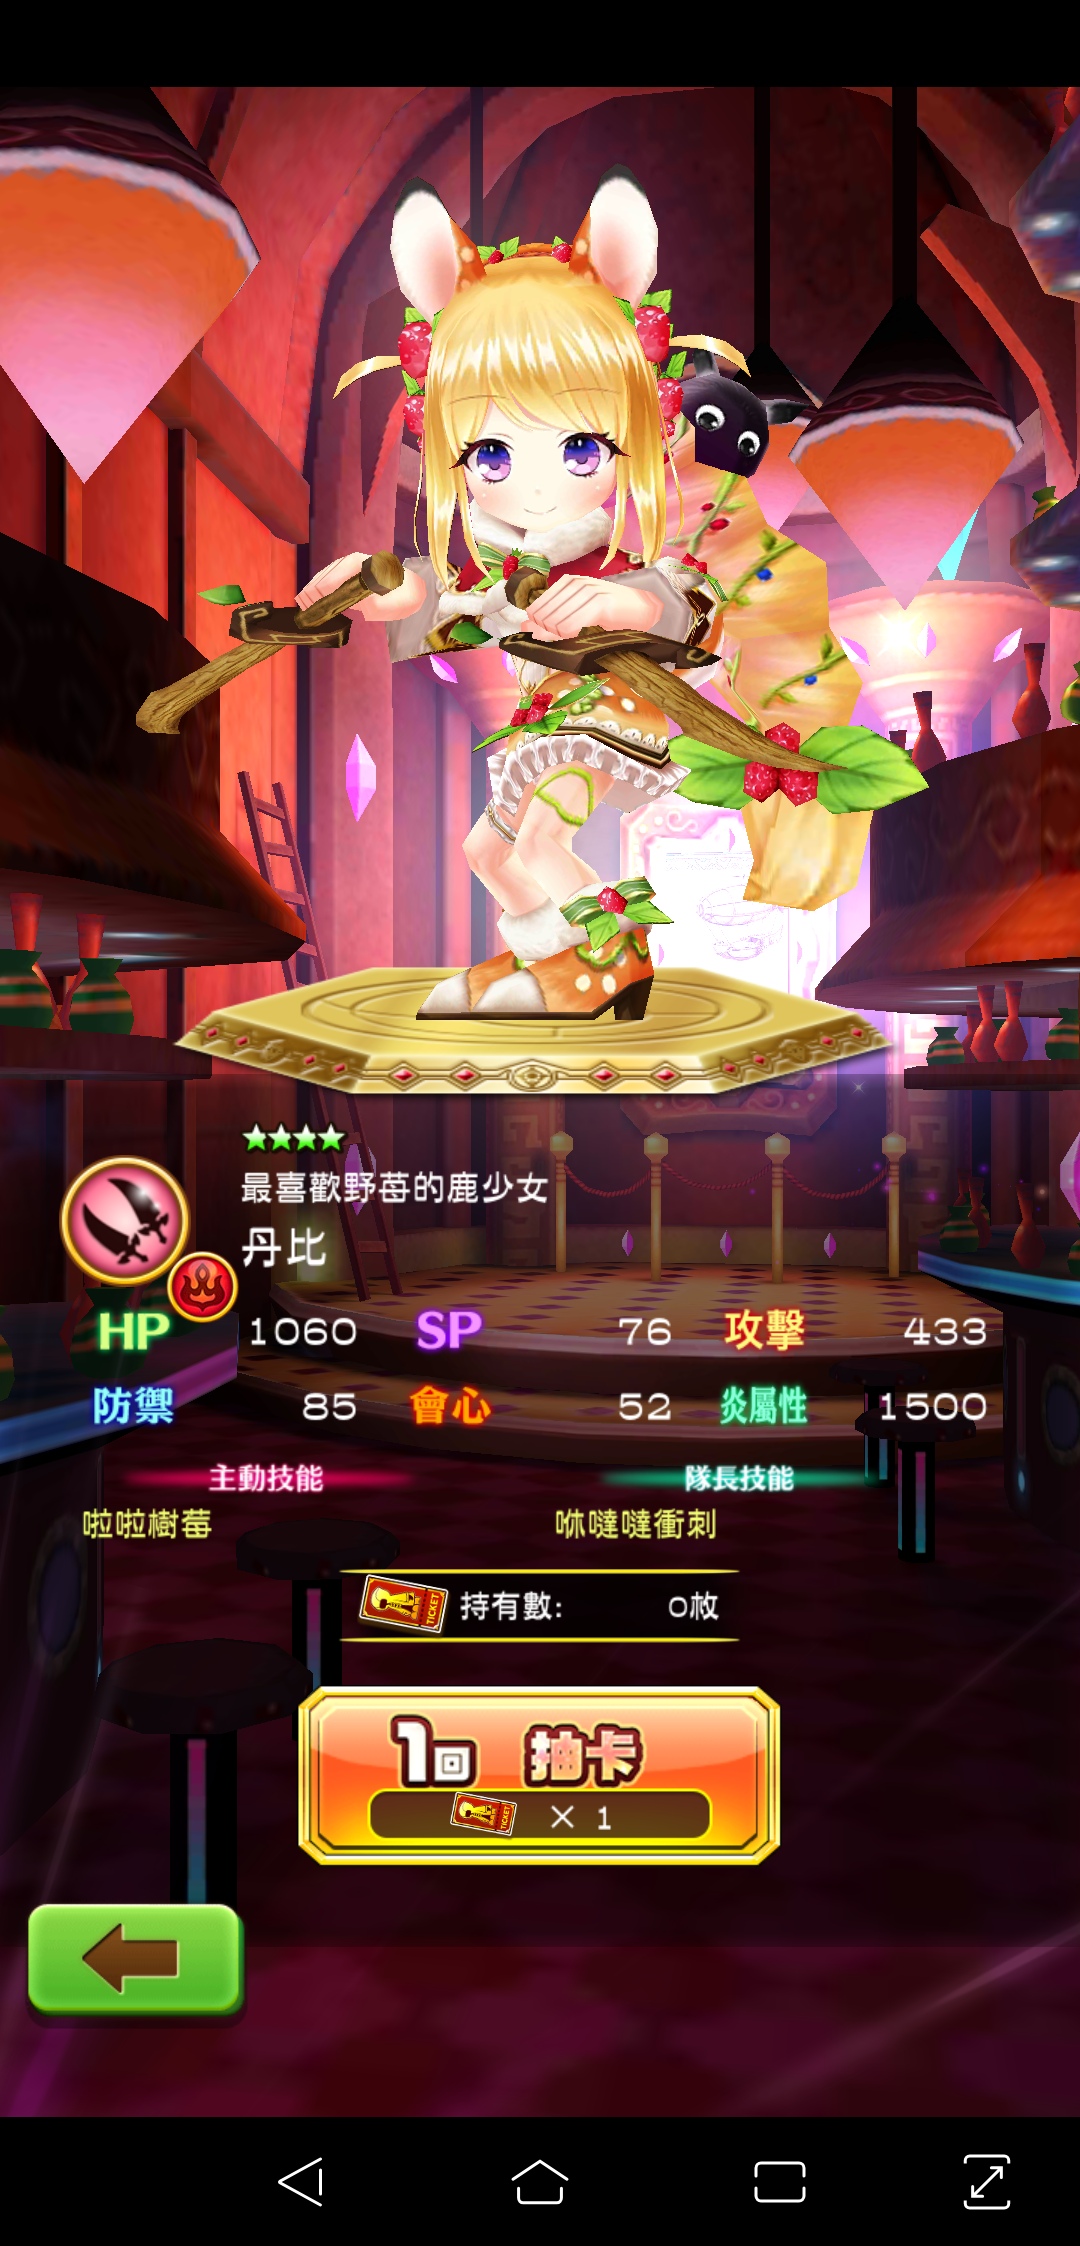 最喜歡野莓的鹿少女
丹比
HP 1060 SP 76 攻擊 433
防禦 85 會心 52 炎屬性 1500
主動技能 隊長技能
啦啦樹莓 咻噠噠衝刺
TICKET 持有數: 0枚
1回 抽卡
TICKET × 1